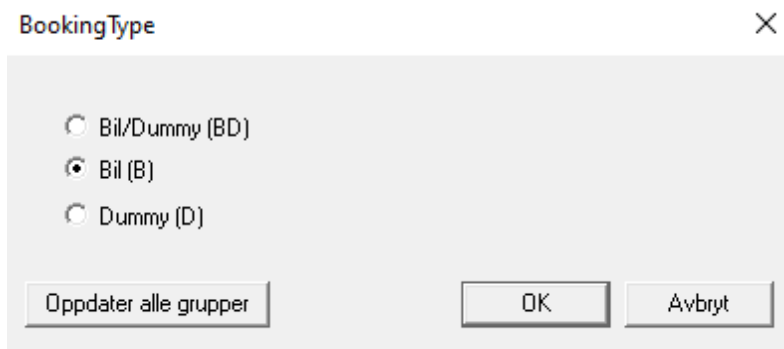 BookingType
Bil/Dummy (BD)
Bil (B)
Dummy (D)
Oppdater alle grupper OK Avbryt